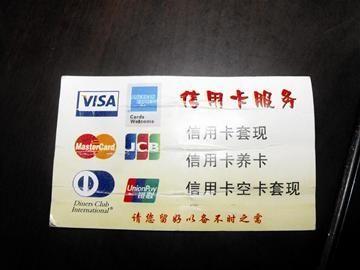 信用卡服务
VISA
AMERICAN EXPRESS
Cards
Welcome
信用卡套现
MasterCard
JCB
信用卡养卡
Diners Club
International®
UnionPay
银联
信用卡空卡套现
请您留好以备不时之需